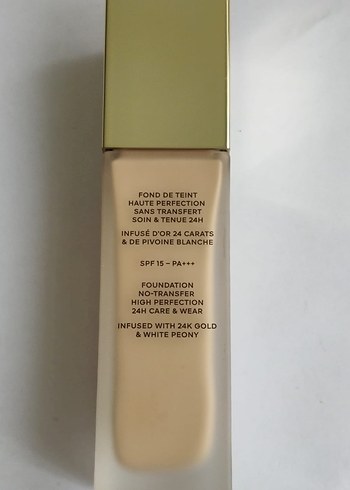 FOND DE TEINT
HAUTE PERFECTION
SANS TRANSFERT
SOIN & TENUE 24H
INFUSÉ D'OR 24 CARATS
& DE PIVOINE BLANCHE
SPF 15 – PA+++
FOUNDATION
NO-TRANSFER
HIGH PERFECTION
24H CARE & WEAR
INFUSED WITH 24K GOLD
& WHITE PEONY